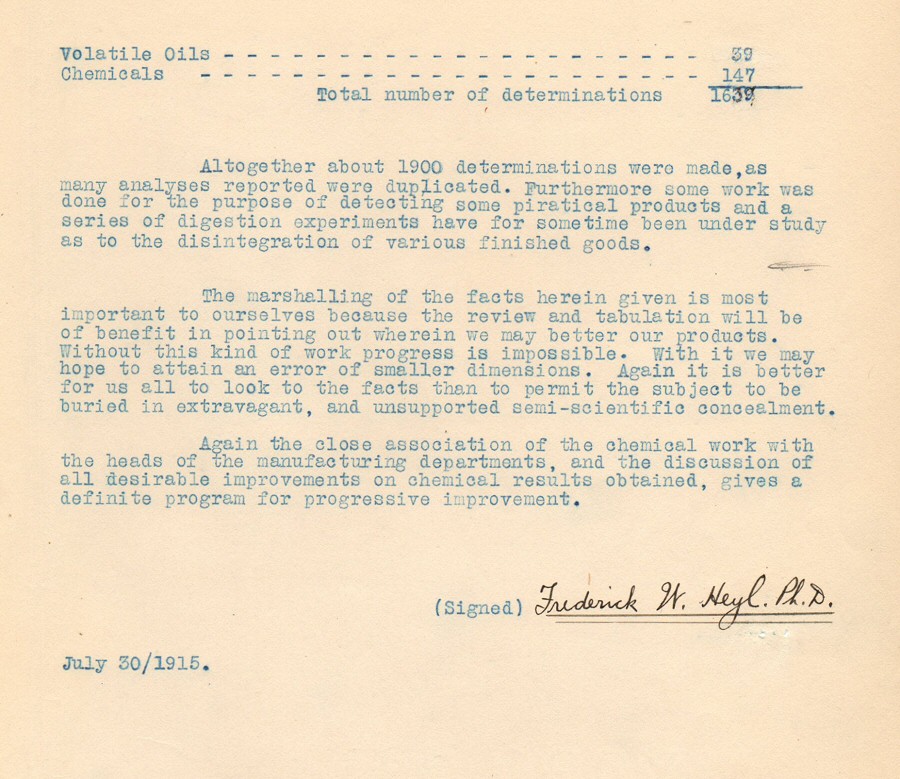 Volatile Oils - - - - - - - - - - - - - - - - - - - - - 39
Chemicals - - - - - - - - - - - - - - - - - - - - - - 147
Total number of determinations 1639
Altogether about 1900 determinations were made,as
many analyses reported were duplicated. Furthermore some work was
done for the purpose of detecting some piratical products and a
series of digestion experiments have for sometime been under study
as to the disintegration of various finished goods.
The marshalling of the facts herein given is most
important to ourselves because the review and tabulation will be
of benefit in pointing out wherein we may better our products.
Without this kind of work progress is impossible. With it we may
hope to attain an error of smaller dimensions. Again it is better
for us all to look to the facts than to permit the subject to be
buried in extravagant, and unsupported semi-scientific concealment.
Again the close association of the chemical work with
the heads of the manufacturing departments, and the discussion of
all desirable improvements on chemical results obtained, gives a
definite program for progressive improvement.
(Signed) Frederick W. Heyl. Ph.D.
July 30/1915.